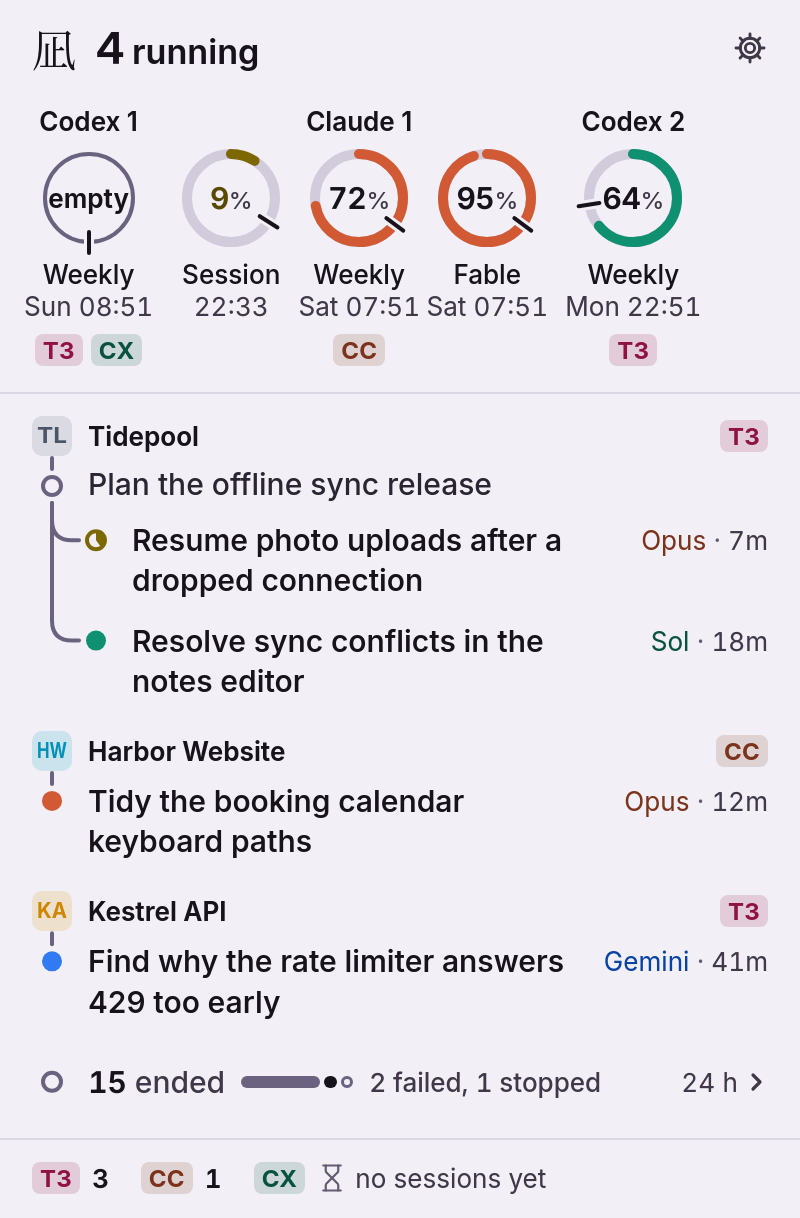 凪 4 running
Codex 1
Claude 1
Codex 2
empty
9%
72%
95%
64%
Weekly
Session
Weekly
Fable
Weekly
Sun 08:51
22:33
Sat 07:51
Sat 07:51
Mon 22:51
T3 CX
CC
T3
TL Tidepool T3
Plan the offline sync release
Resume photo uploads after a Opus · 7m
dropped connection
Resolve sync conflicts in the Sol · 18m
notes editor
HW Harbor Website CC
Tidy the booking calendar Opus · 12m
keyboard paths
KA Kestrel API T3
Find why the rate limiter answers Gemini · 41m
429 too early
15 ended 2 failed, 1 stopped 24 h
T3 3 CC 1 CX no sessions yet